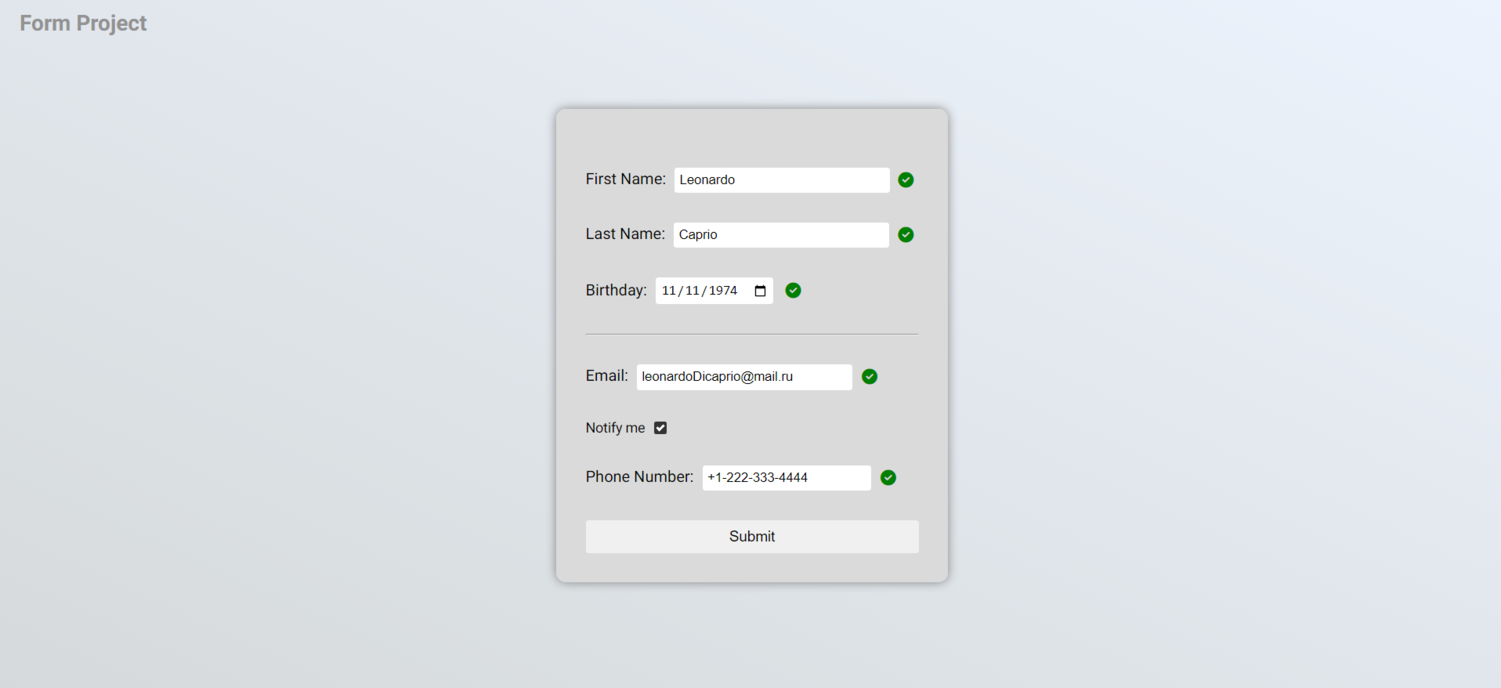 Form Project
First Name: Leonardo
Last Name: Caprio
Birthday: 11/11/1974
Email: leonardoDicaprio@mail.ru
Notify me
Phone Number: +1-222-333-4444
Submit